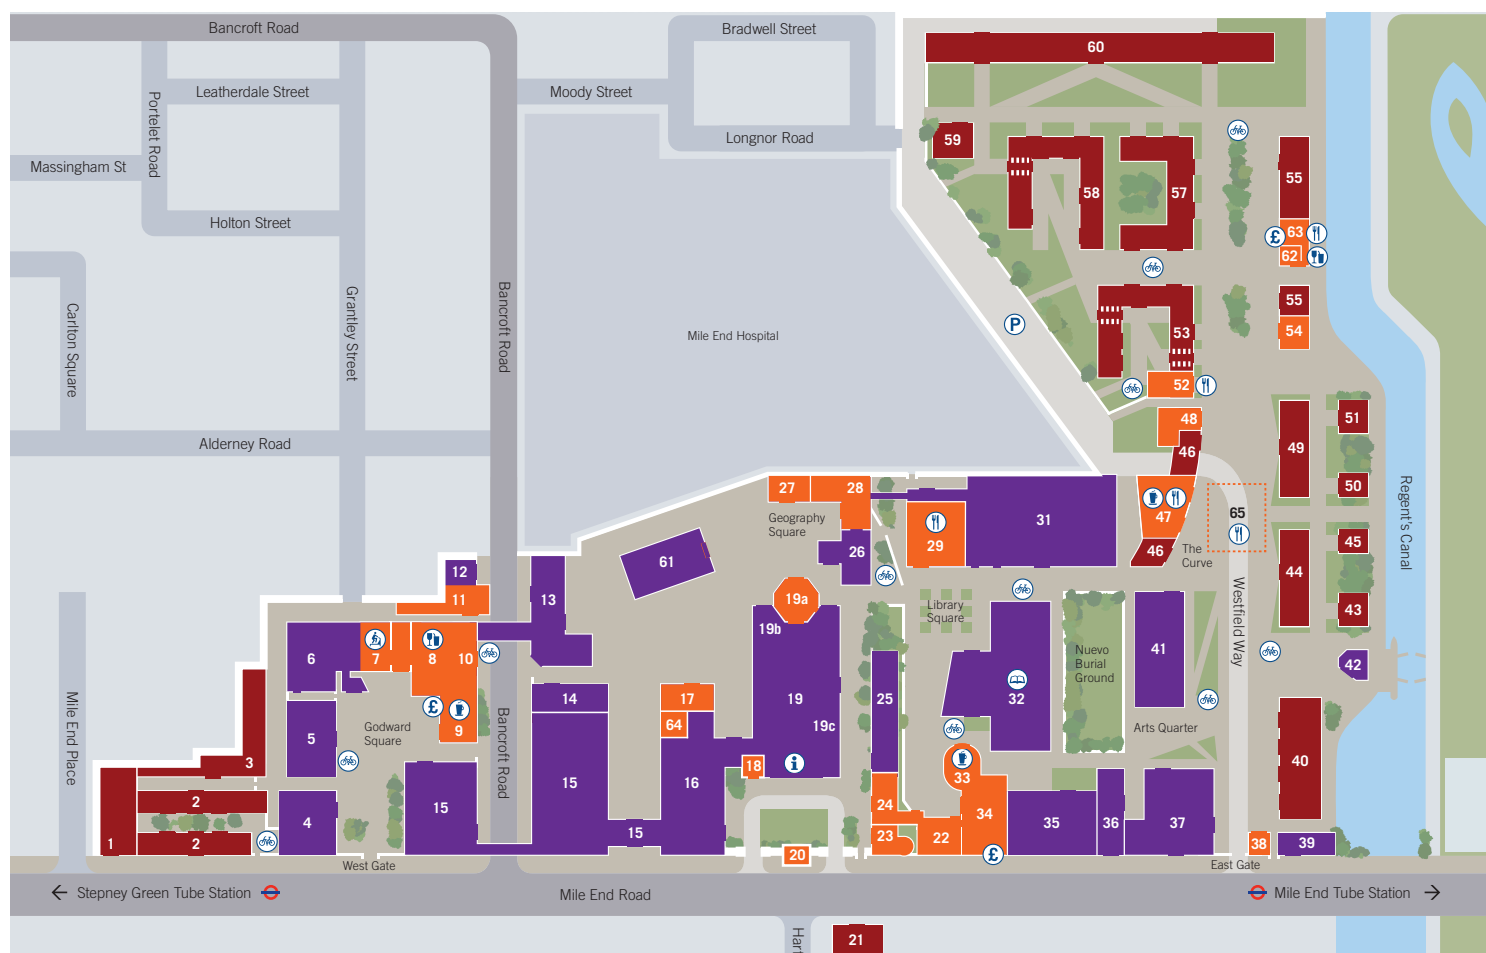 Bancroft Road
Bradwell Street
60
Leatherdale Street
Moody Street
Portelet Road
Longnor Road
59
Massingham St
55
58
57
Holton Street
£
63
62
Carlton Square
Grantley Street
Bancroft Road
Mile End Hospital
P
55
53
54
52
51
48
49
Alderney Road
46
50
27
28
47
65
31
Geography
Square
29
45
Regent's Canal
26
46
The
Curve
61
12
44
11
13
19a
Library
Square
43
Westfield Way
19b
6
7
8
10
Nuevo
Burial
Ground
41
42
14
17
19
25
32
Mile End Place
£
64
19c
Godward
Square
9
Arts Quarter
5
Bancroft Road
3
18
i
33
40
15
16
2
15
24
34
4
15
35
36
37
1
2
15
23
22
38
39
20
£
West Gate
East Gate
Stepney Green Tube Station
Mile End Road
Mile End Tube Station
21